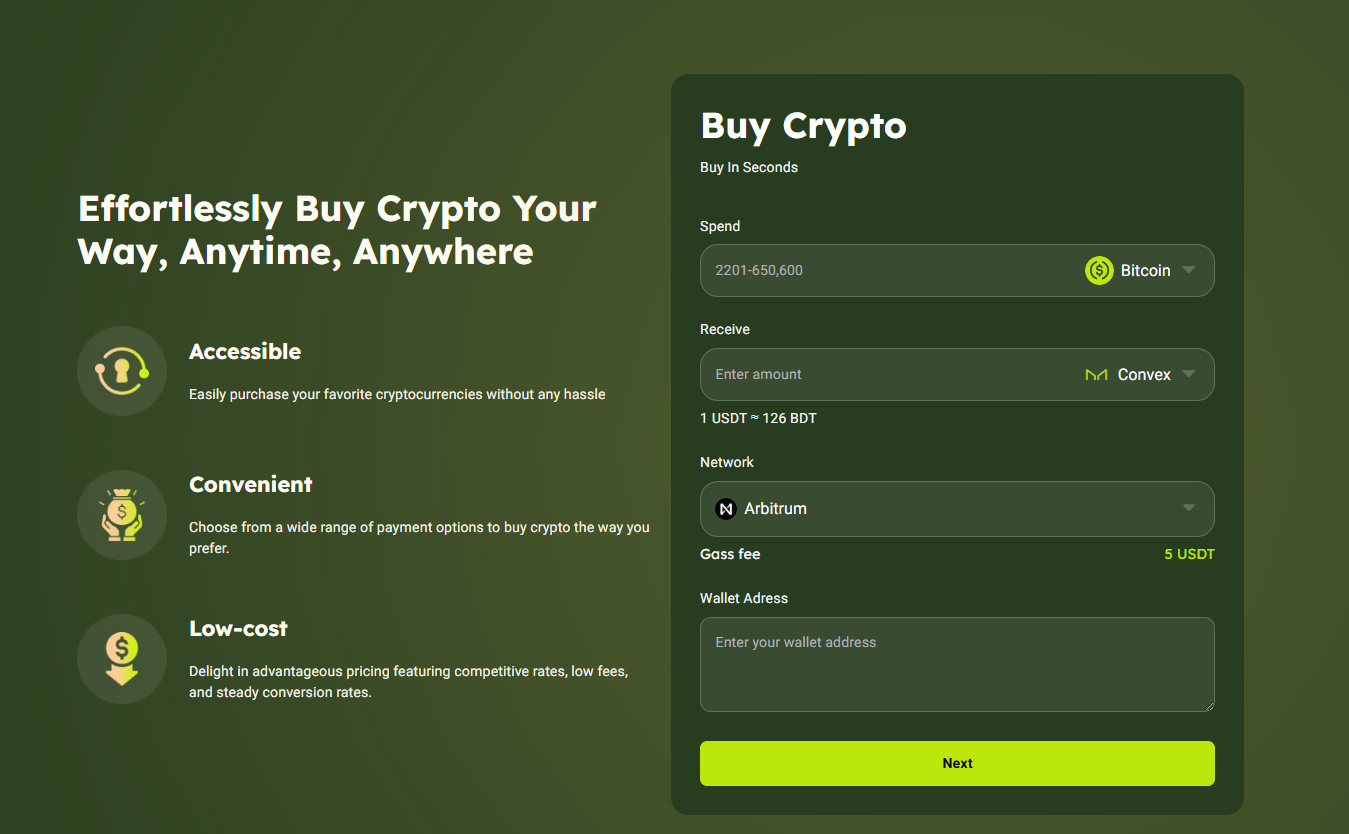 Effortlessly Buy Crypto Your
Way, Anytime, Anywhere
Accessible
Easily purchase your favorite cryptocurrencies without any hassle
Convenient
Choose from a wide range of payment options to buy crypto the way you
prefer.
Low-cost
Delight in advantageous pricing featuring competitive rates, low fees,
and steady conversion rates.
Buy Crypto
Buy In Seconds
Spend
2201-650,600
Bitcoin
Receive
Enter amount
Convex
1 USDT ≈ 126 BDT
Network
Arbitrum
Gass fee
5 USDT
Wallet Adress
Enter your wallet address
Next